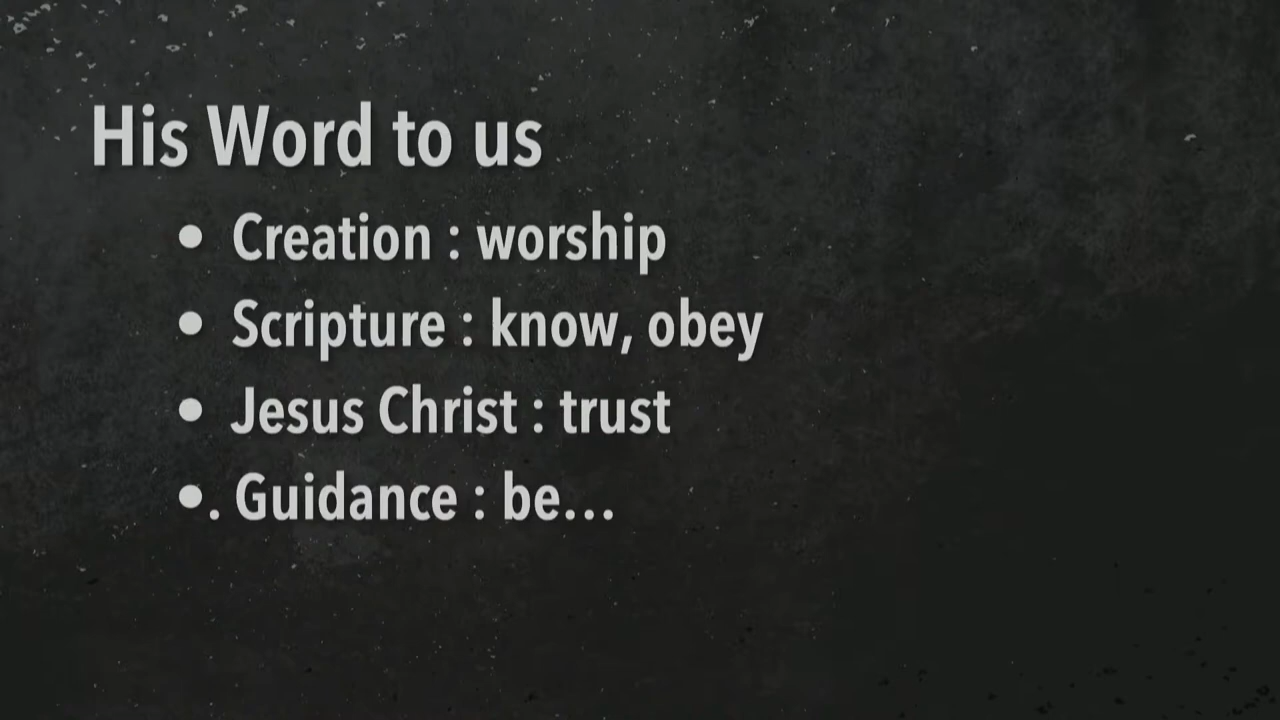 His Word to us
• Creation : worship
• Scripture : know, obey
• Jesus Christ : trust
•. Guidance : be...